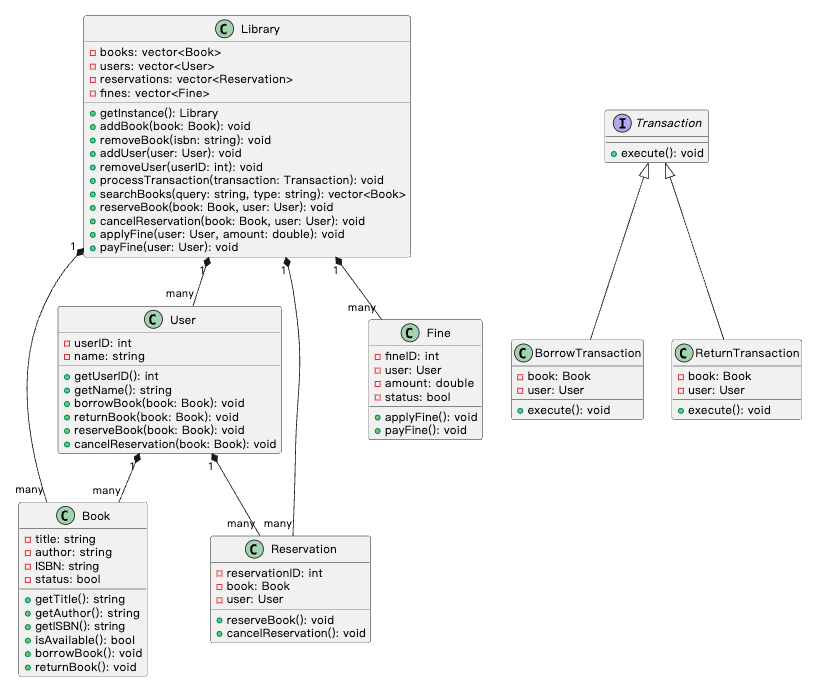 C Library
books: vector<Book>
users: vector<User>
reservations: vector<Reservation>
fines: vector<Fine>
getInstance(): Library
addBook(book: Book): void
removeBook(isbn: string): void
addUser(user: User): void
removeUser(userID: int): void
processTransaction(transaction: Transaction): void
searchBooks(query: string, type: string): vector<Book>
reserveBook(book: Book, user: User): void
cancelReservation(book: Book, user: User): void
applyFine(user: User, amount: double): void
payFine(user: User): void
I Transaction
execute(): void
1
1
1
1
many
many
C User
userID: int
name: string
getUserID(): int
getName(): string
borrowBook(book: Book): void
returnBook(book: Book): void
reserveBook(book: Book): void
cancelReservation(book: Book): void
C Fine
fineID: int
user: User
amount: double
status: bool
applyFine(): void
payFine(): void
C BorrowTransaction
book: Book
user: User
execute(): void
C ReturnTransaction
book: Book
user: User
execute(): void
1
1
many
many
many
many
C Book
title: string
author: string
ISBN: string
status: bool
getTitle(): string
getAuthor(): string
getISBN(): string
isAvailable(): bool
borrowBook(): void
returnBook(): void
C Reservation
reservationID: int
book: Book
user: User
reserveBook(): void
cancelReservation(): void